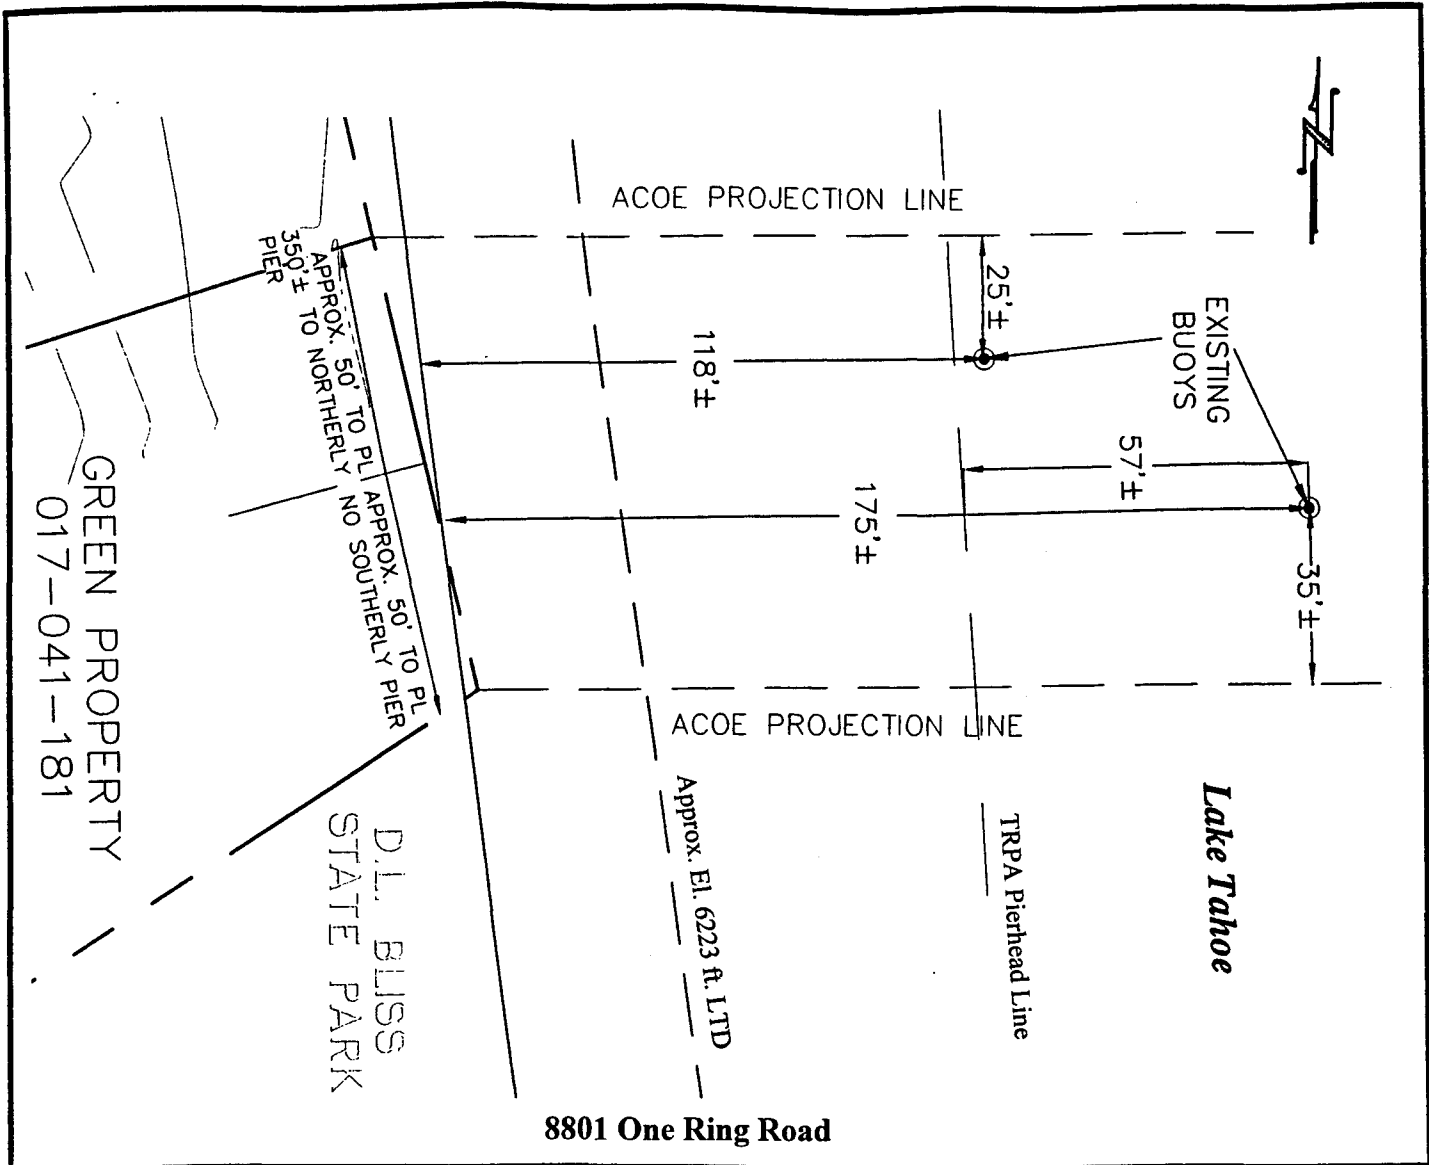 ACOE PROJECTION LINE
25'±
EXISTING
BUOYS
118'±
57'±
175'±
35'±
APPROX. 50' TO PL
350'± TO NORTHERLY
PIER
APPROX. 50' TO PL
NO SOUTHERLY PIER
ACOE PROJECTION LINE
GREEN PROPERTY
017-041-181
D.L. BLISS
STATE PARK
Approx. El. 6223 ft. LTD
TRPA Pierhead Line
Lake Tahoe
8801 One Ring Road